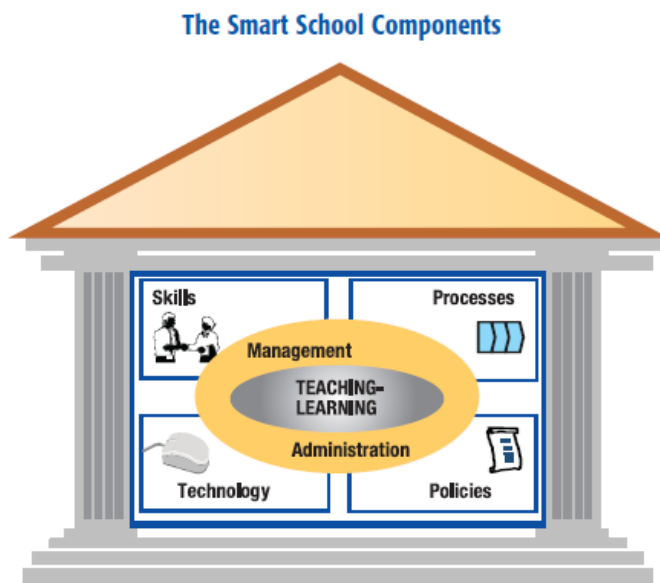 The Smart School Components
Skills
Processes
Management
TEACHING-
LEARNING
Administration
Technology
Policies